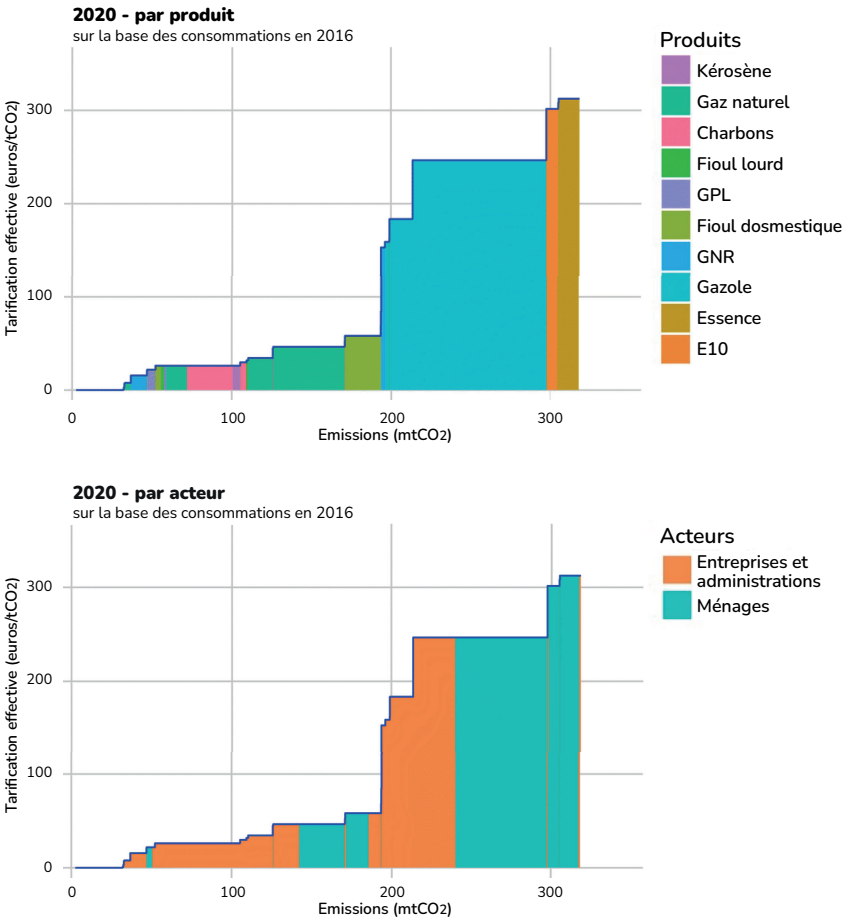 2020 - par produit
sur la base des consommations en 2016
Tarification effective (euros/tCO2)
300
200
100
0
0
100
200
300
Emissions (mtCO2)
Produits
Kérosène
Gaz naturel
Charbons
Fioul lourd
GPL
Fioul dosmestique
GNR
Gazole
Essence
E10
2020 - par acteur
sur la base des consommations en 2016
Tarification effective (euros/tCO2)
300
200
100
0
0
100
200
300
Emissions (mtCO2)
Acteurs
Entreprises et
administrations
Ménages